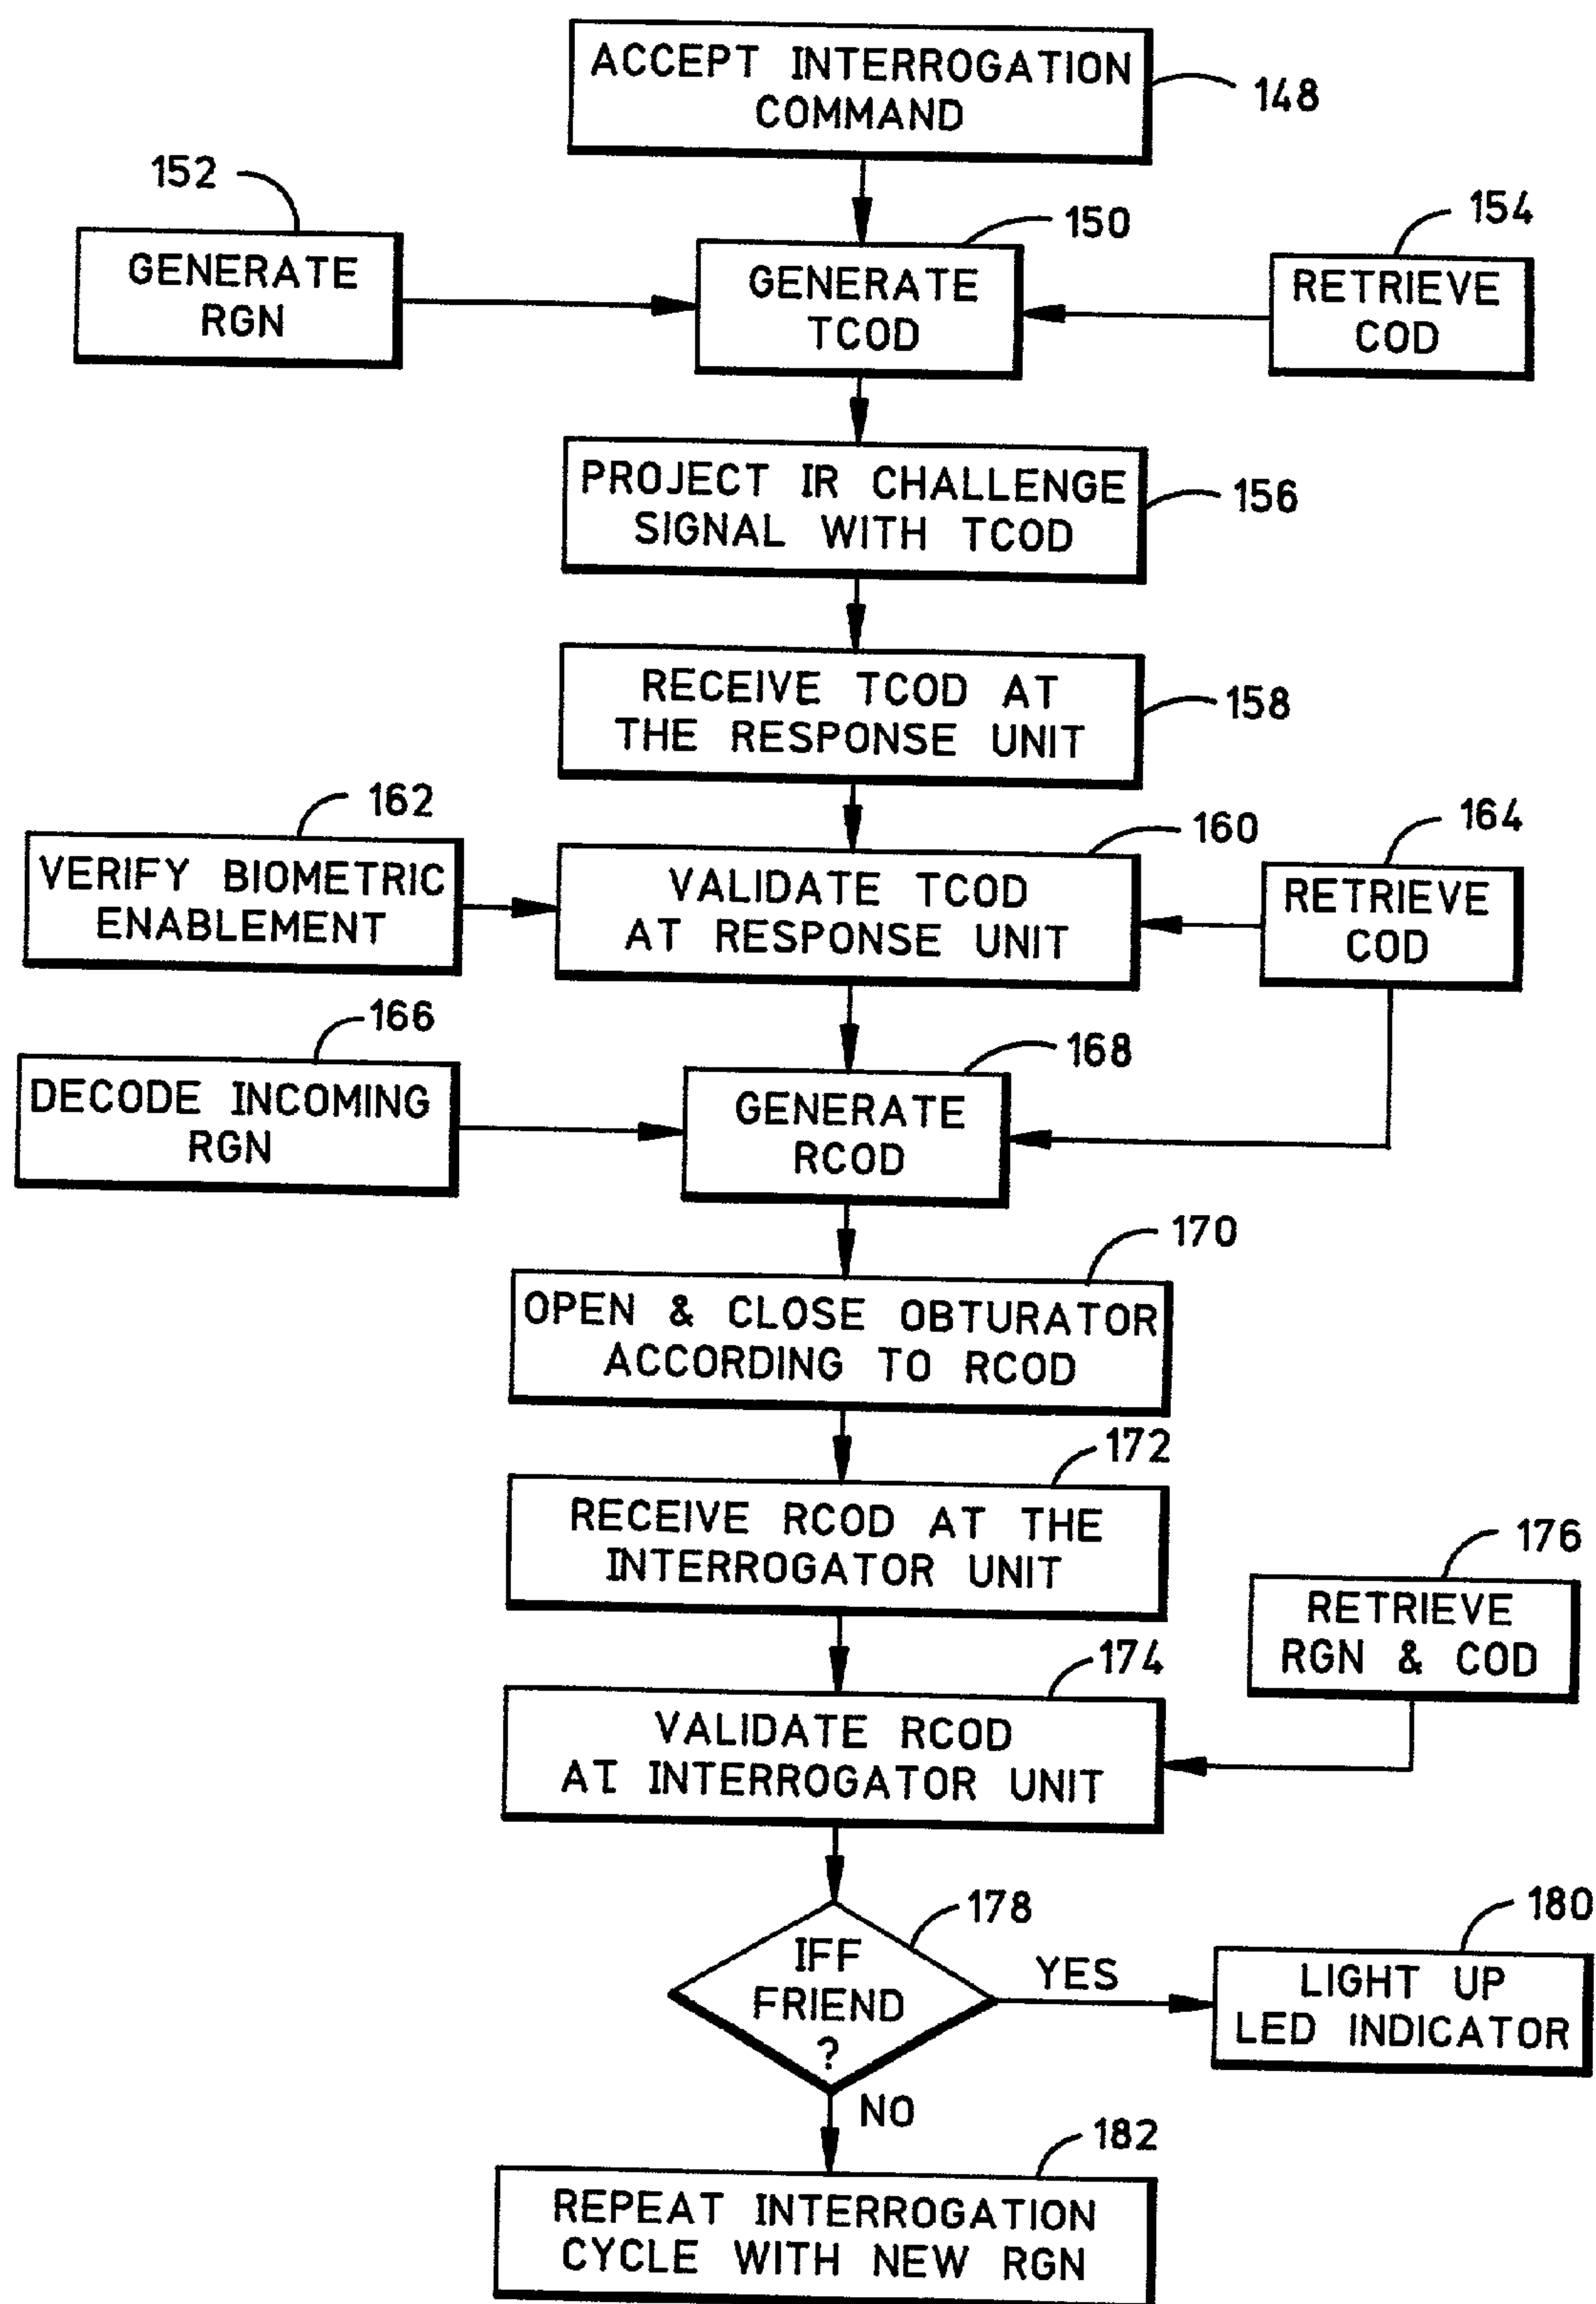 ACCEPT INTERROGATION
COMMAND
148
152
GENERATE
RGN
150
GENERATE
TCOD
154
RETRIEVE
COD
PROJECT IR CHALLENGE
SIGNAL WITH TCOD
156
RECEIVE TCOD AT
THE RESPONSE UNIT
158
162
VERIFY BIOMETRIC
ENABLEMENT
160
VALIDATE TCOD
AT RESPONSE UNIT
164
RETRIEVE
COD
166
DECODE INCOMING
RGN
168
GENERATE
RCOD
170
OPEN & CLOSE OBTURATOR
ACCORDING TO RCOD
172
RECEIVE RCOD AT THE
INTERROGATOR UNIT
176
RETRIEVE
RGN & COD
174
VALIDATE RCOD
AT INTERROGATOR UNIT
178
IFF
FRIEND
?
YES
180
LIGHT UP
LED INDICATOR
NO
182
REPEAT INTERROGATION
CYCLE WITH NEW RGN